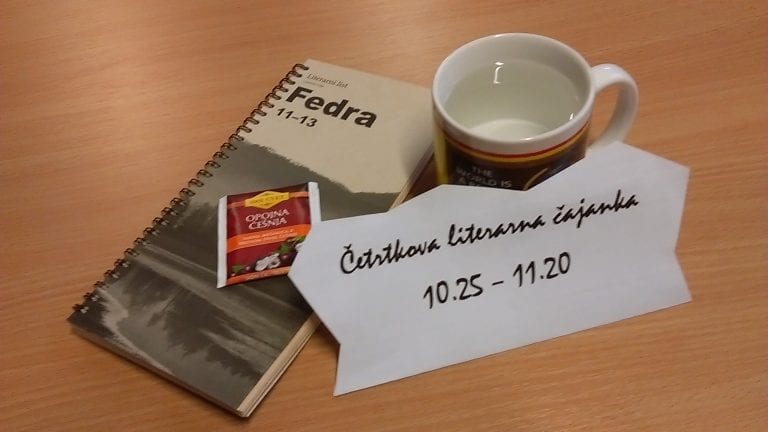 Literarni list
Fedra
11–13
OPOJNA
ČEŠNJA
THE
WORLD IS
A
Četrtkova literarna čajanka
10.25 – 11.20